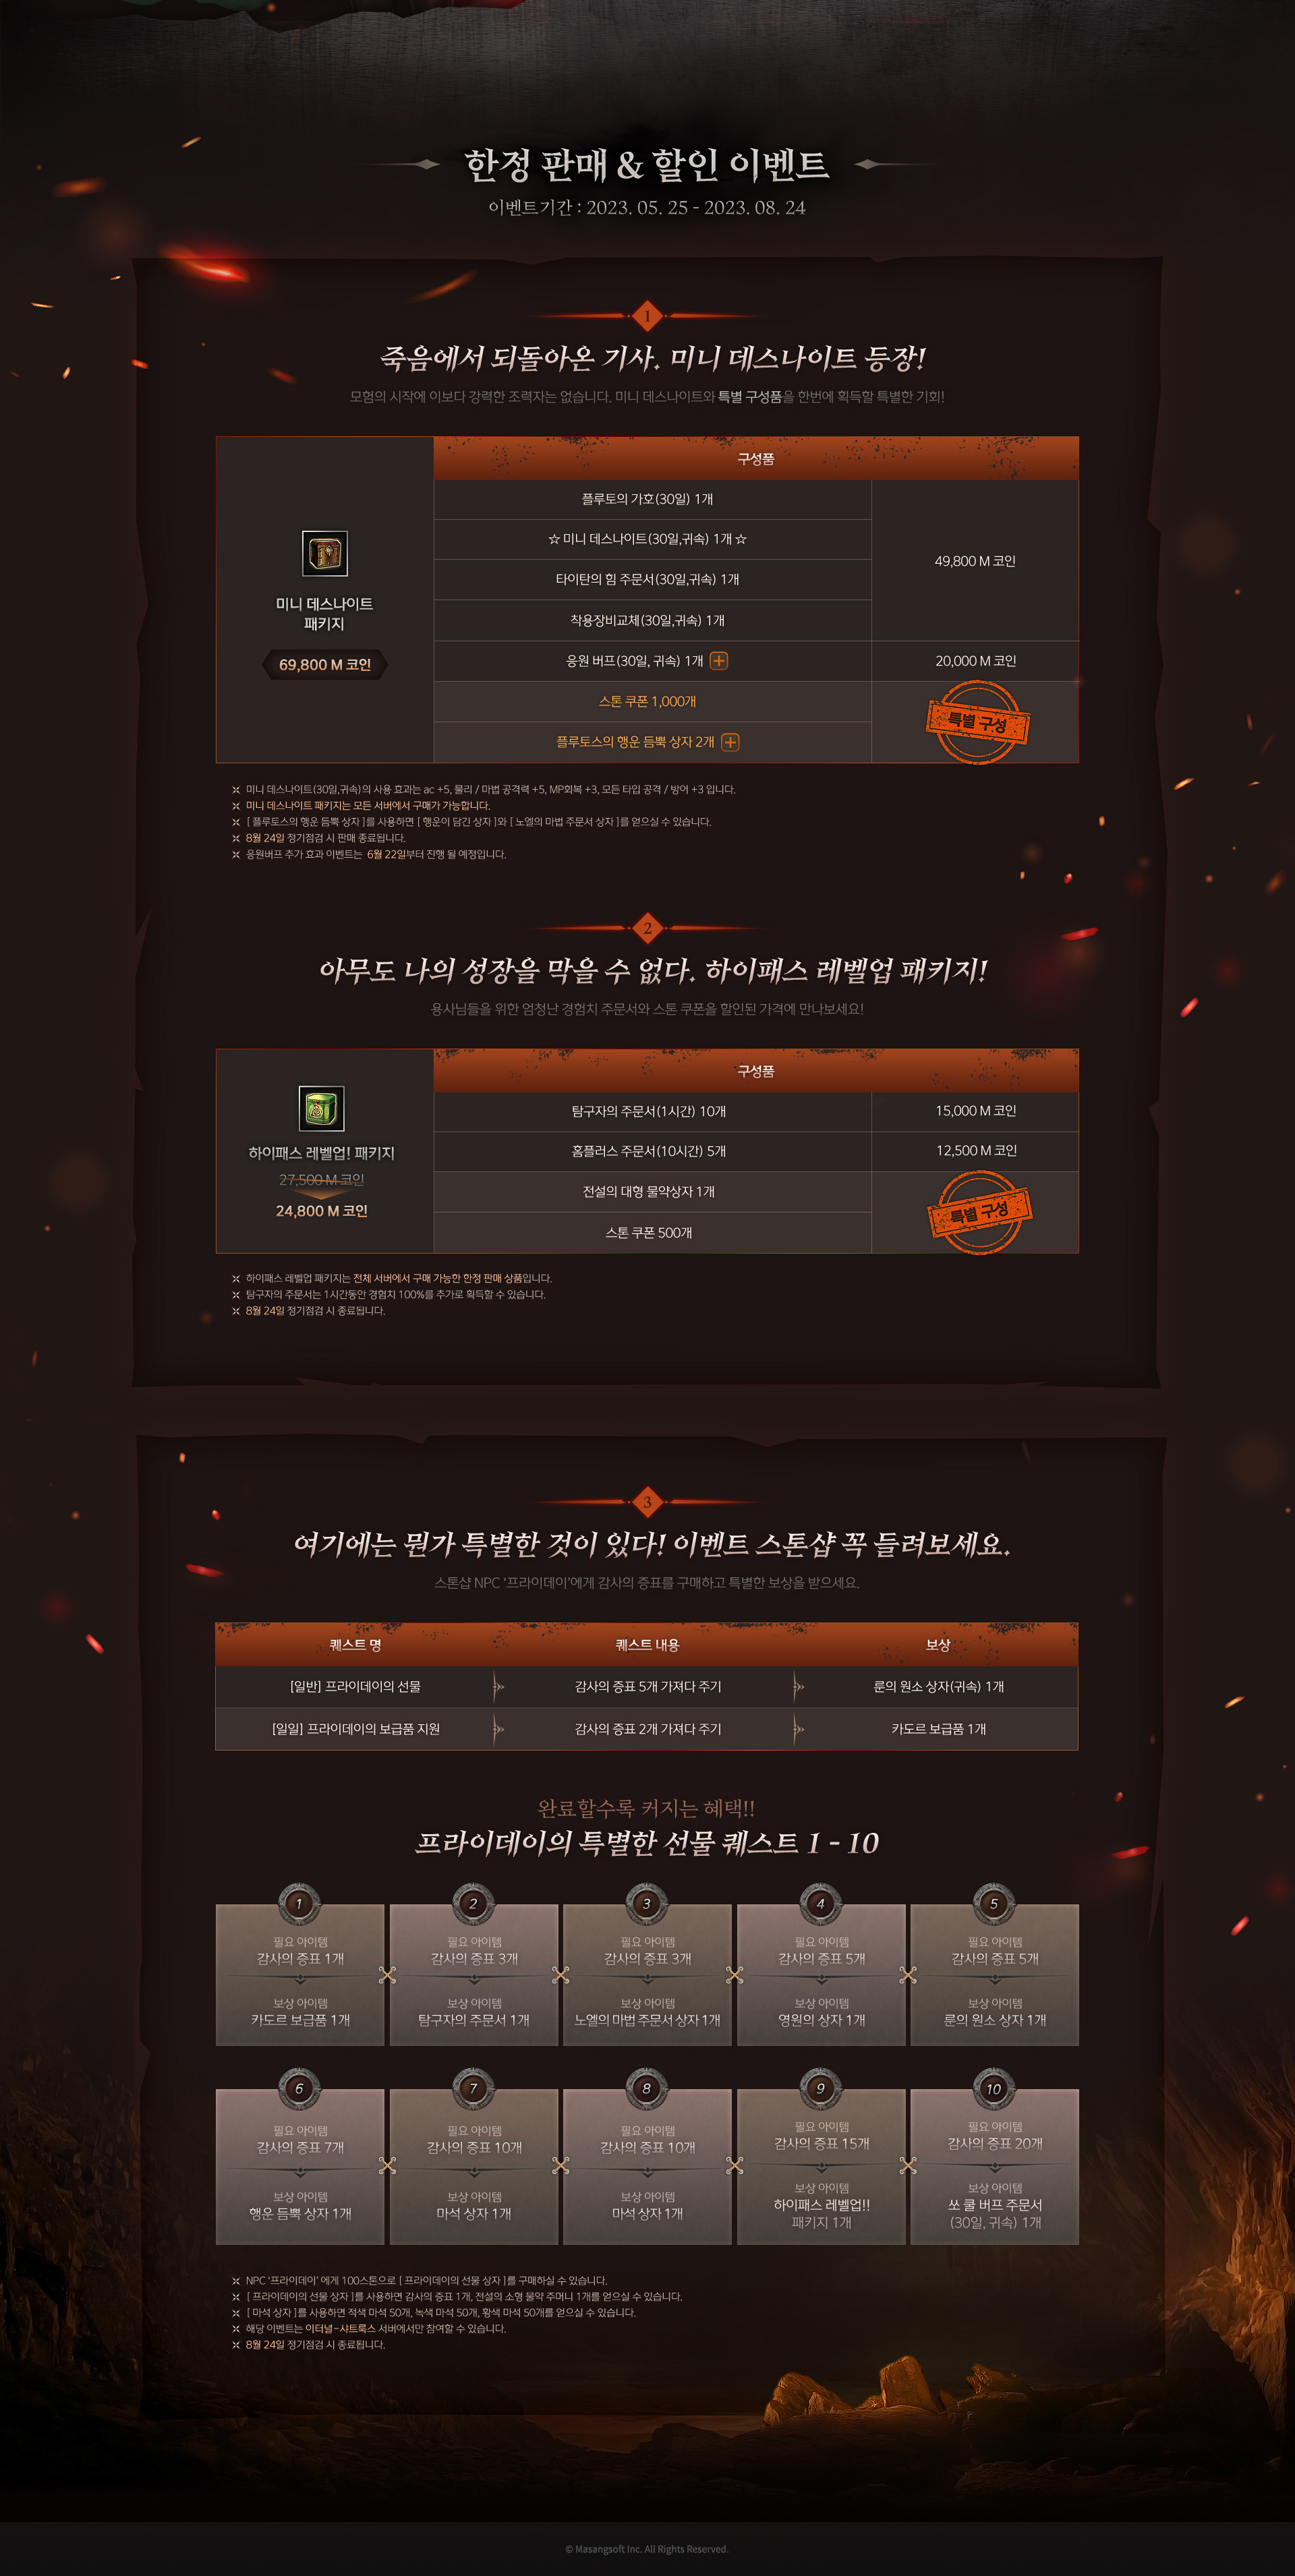 한정 판매 & 할인 이벤트
이벤트기간 : 2023. 05. 25 - 2023. 08. 24
1
죽음에서 되돌아온 기사. 미니 데스나이트 등장!
모험의 시작에 이보다 강력한 조력자는 없습니다. 미니 데스나이트와 특별 구성품을 한번에 획득할 특별한 기회!
구성품
미니 데스나이트
패키지
69,800 M 코인
플루토의 가호(30일) 1개
☆ 미니 데스나이트(30일,귀속) 1개 ☆
타이탄의 힘 주문서(30일,귀속) 1개
착용장비교체(30일,귀속) 1개
49,800 M 코인
응원 버프(30일, 귀속) 1개
20,000 M 코인
스톤 쿠폰 1,000개
플루토스의 행운 듬뿍 상자 2개
특별 구성
미니 데스나이트(30일,귀속)의 사용 효과는 ac +5, 물리 / 마법 공격력 +5, MP회복 +3, 모든 타입 공격 / 방어 +3 입니다.
미니 데스나이트 패키지는 모든 서버에서 구매가 가능합니다.
[ 플루토스의 행운 듬뿍 상자 ]를 사용하면 [ 행운이 담긴 상자 ]와 [ 노엘의 마법 주문서 상자 ]를 얻으실 수 있습니다.
8월 24일 정기점검 시 판매 종료됩니다.
응원버프 추가 효과 이벤트는 6월 22일부터 진행 될 예정입니다.
2
아무도 나의 성장을 막을 수 없다. 하이패스 레벨업 패키지!
용사님들을 위한 엄청난 경험치 주문서와 스톤 쿠폰을 할인된 가격에 만나보세요!
구성품
하이패스 레벨업! 패키지
27,500 M 코인
24,800 M 코인
탐구자의 주문서(1시간) 10개
15,000 M 코인
홈플러스 주문서(10시간) 5개
12,500 M 코인
전설의 대형 물약상자 1개
스톤 쿠폰 500개
특별 구성
하이패스 레벨업 패키지는 전체 서버에서 구매 가능한 한정 판매 상품입니다.
탐구자의 주문서는 1시간동안 경험치 100%를 추가로 획득할 수 있습니다.
8월 24일 정기점검 시 종료됩니다.
3
여기에는 뭔가 특별한 것이 있다! 이벤트 스톤샵 꼭 들려보세요.
스톤샵 NPC ‘프라이데이’에게 감사의 증표를 구매하고 특별한 보상을 받으세요.
퀘스트 명 퀘스트 내용 보상
[일반] 프라이데이의 선물 감사의 증표 5개 가져다 주기 룬의 원소 상자(귀속) 1개
[일일] 프라이데이의 보급품 지원 감사의 증표 2개 가져다 주기 카도르 보급품 1개
완료할수록 커지는 혜택!!
프라이데이의 특별한 선물 퀘스트 1 - 10
1
필요 아이템
감사의 증표 1개
보상 아이템
카도르 보급품 1개
2
필요 아이템
감사의 증표 3개
보상 아이템
탐구자의 주문서 1개
3
필요 아이템
감사의 증표 3개
보상 아이템
노엘의 마법 주문서 상자 1개
4
필요 아이템
감사의 증표 5개
보상 아이템
영원의 상자 1개
5
필요 아이템
감사의 증표 5개
보상 아이템
룬의 원소 상자 1개
6
필요 아이템
감사의 증표 7개
보상 아이템
행운 듬뿍 상자 1개
7
필요 아이템
감사의 증표 10개
보상 아이템
마석 상자 1개
8
필요 아이템
감사의 증표 10개
보상 아이템
마석 상자 1개
9
필요 아이템
감사의 증표 15개
보상 아이템
하이패스 레벨업!!
패키지 1개
10
필요 아이템
감사의 증표 20개
보상 아이템
쏘 쿨 버프 주문서
(30일, 귀속) 1개
NPC ‘프라이데이’ 에게 100스톤으로 [ 프라이데이의 선물 상자 ]를 구매하실 수 있습니다.
[ 프라이데이의 선물 상자 ]를 사용하면 감사의 증표 1개, 전설의 소형 물약 주머니 1개를 얻으실 수 있습니다.
[ 마석 상자 ]를 사용하면 적색 마석 50개, 녹색 마석 50개, 황색 마석 50개를 얻으실 수 있습니다.
해당 이벤트는 이터널-샤트룩스 서버에서만 참여할 수 있습니다.
8월 24일 정기점검 시 종료됩니다.
© Masangsoft Inc. All Rights Reserved.